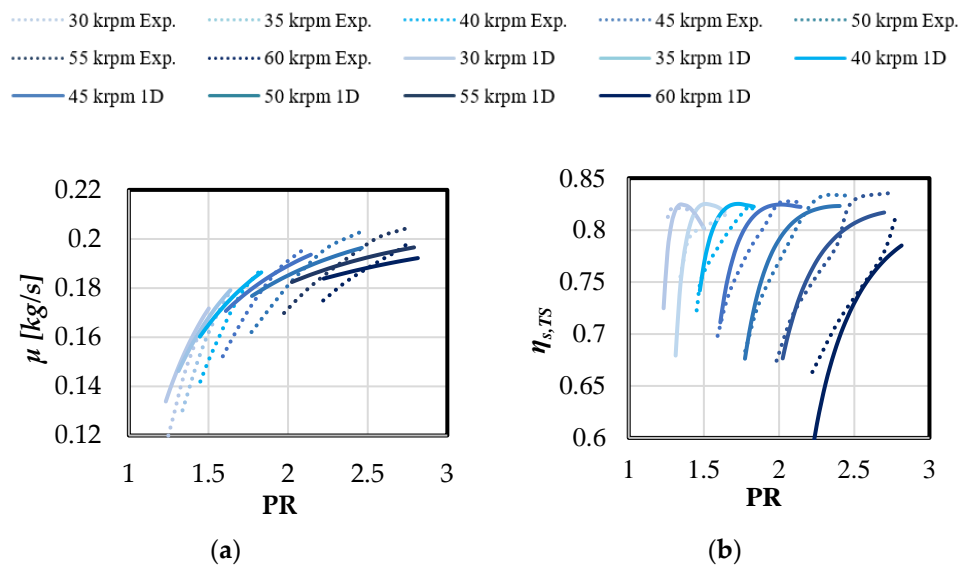 30 krpm Exp. 35 krpm Exp. 40 krpm Exp. 45 krpm Exp. 50 krpm Exp.
55 krpm Exp. 60 krpm Exp. 30 krpm 1D 35 krpm 1D 40 krpm 1D
45 krpm 1D 50 krpm 1D 55 krpm 1D 60 krpm 1D
μ [kg/s]
0.22
0.2
0.18
0.16
0.14
0.12
1 1.5 2 2.5 3
PR
(a)
ηs,TS
0.85
0.8
0.75
0.7
0.65
0.6
1 1.5 2 2.5 3
PR
(b)